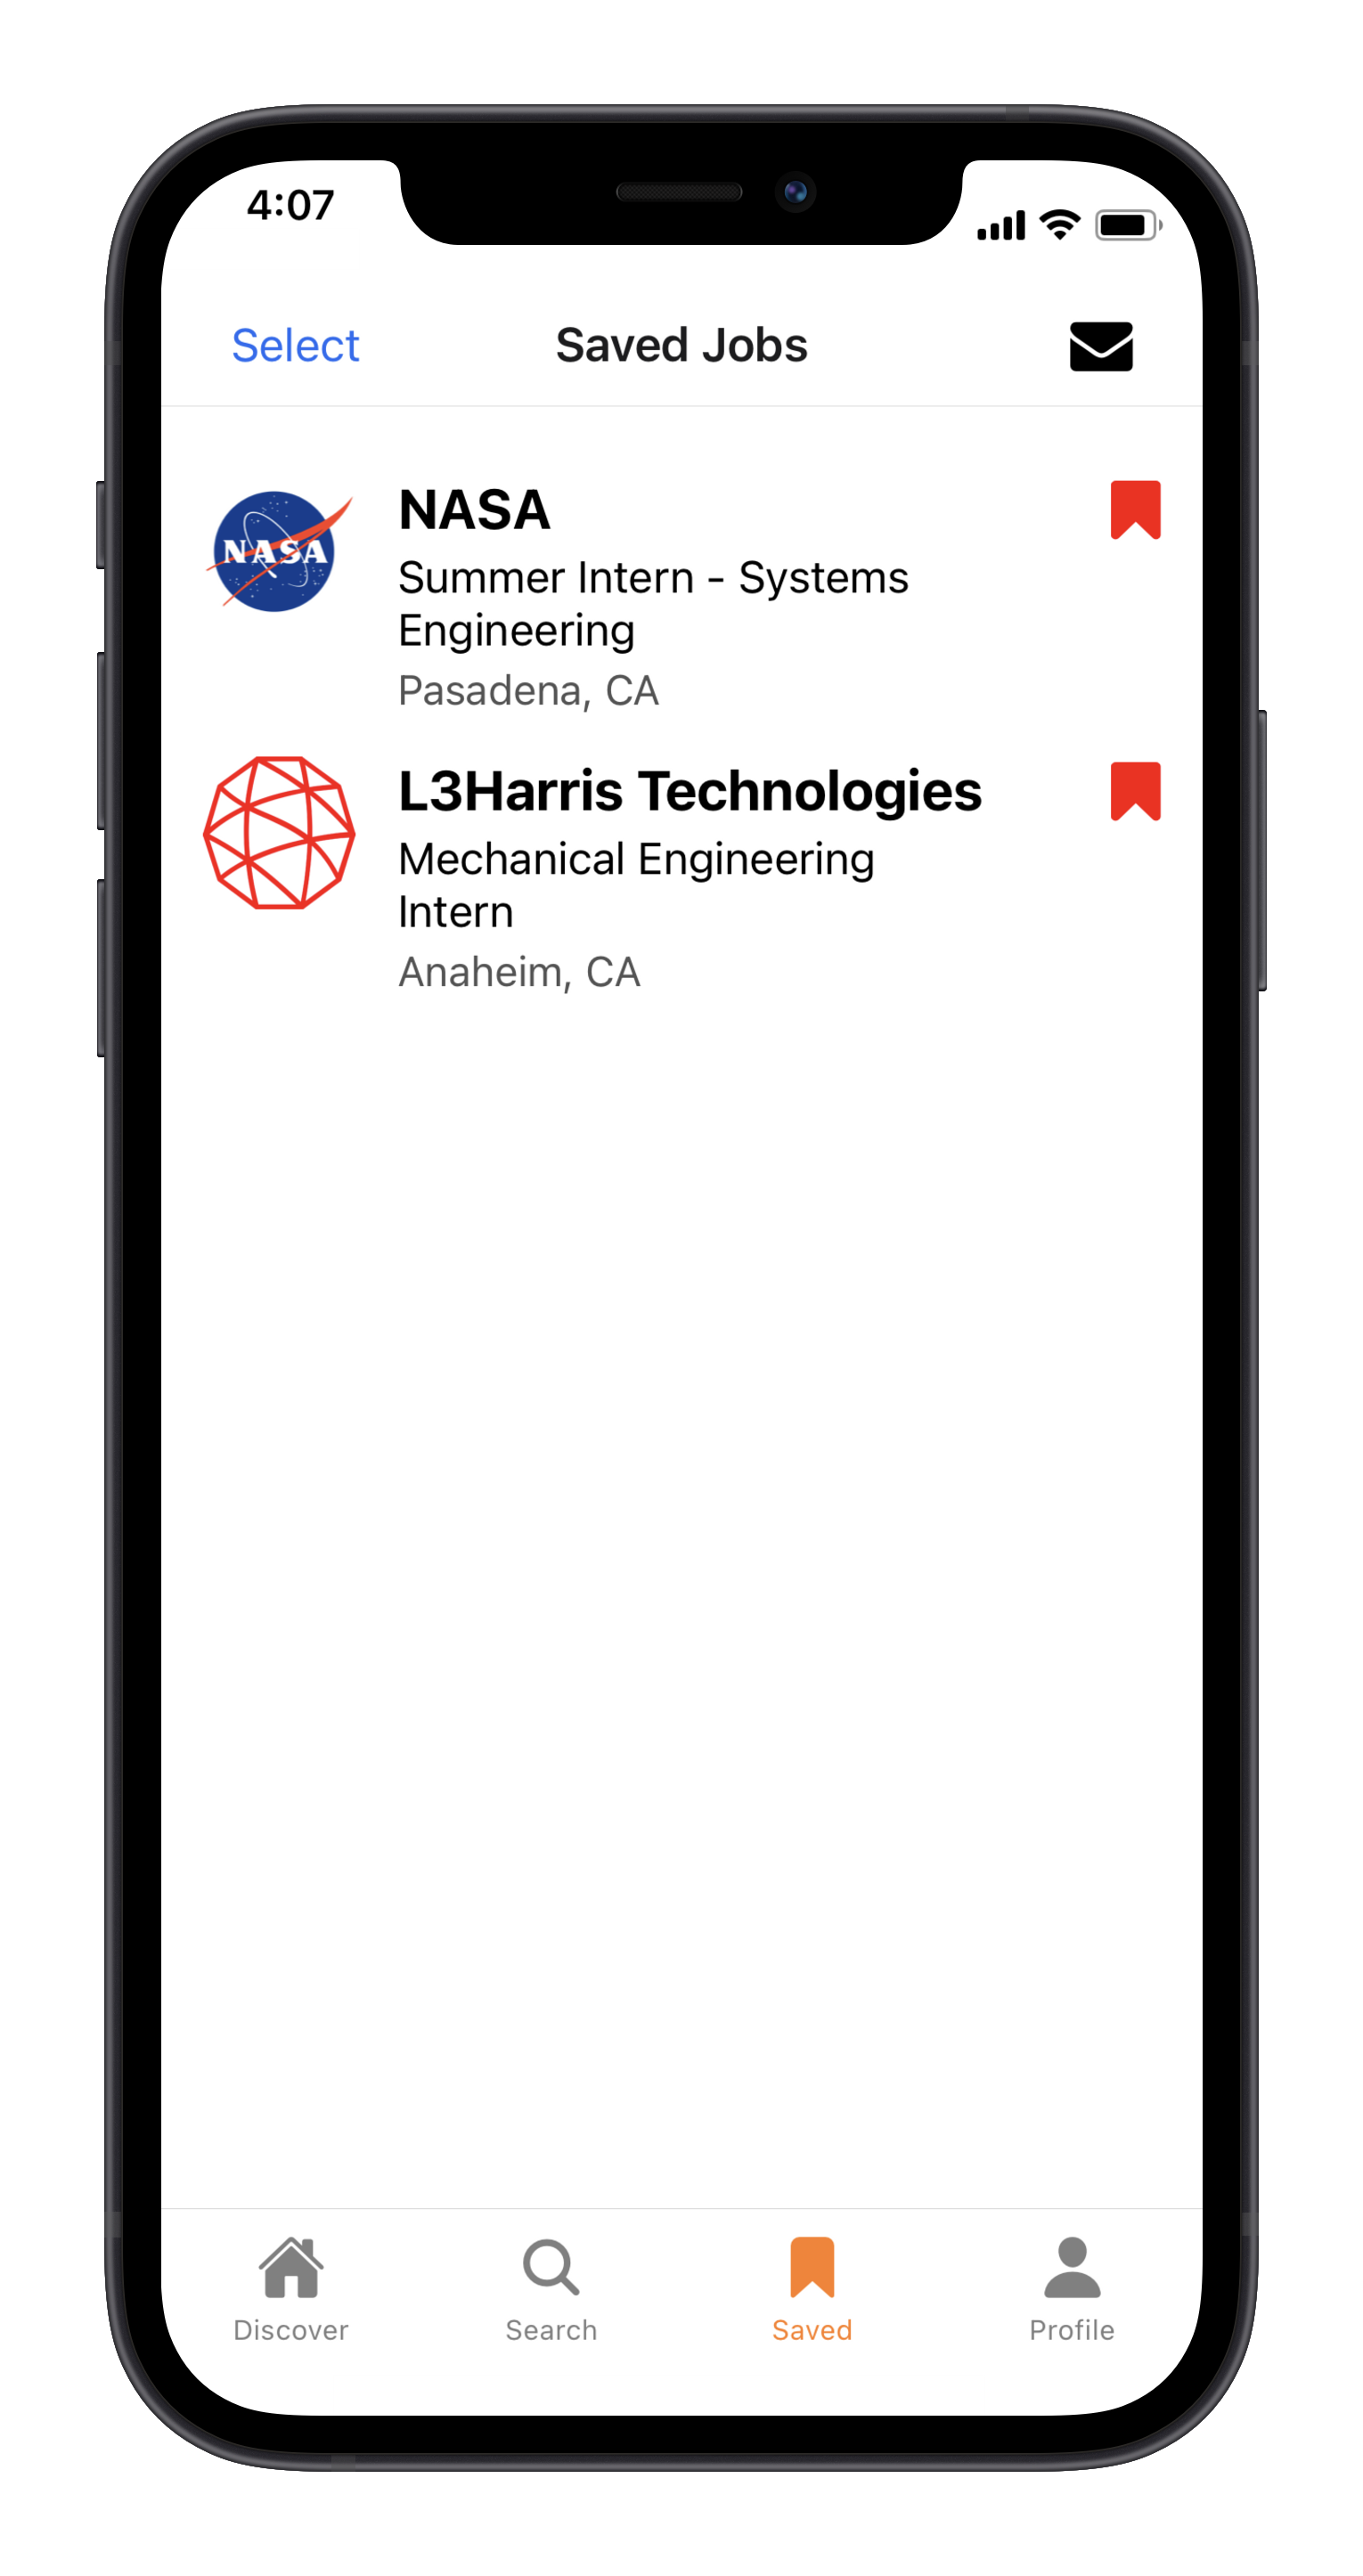 4:07
Select
Saved Jobs
NASA
NASA
Summer Intern - Systems
Engineering
Pasadena, CA
L3Harris Technologies
Mechanical Engineering
Intern
Anaheim, CA
Discover
Search
Saved
Profile